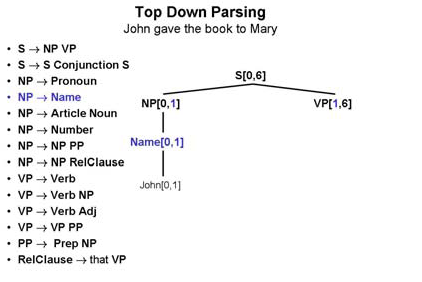 Top Down Parsing
John gave the book to Mary
• S → NP VP
• S → S Conjunction S
• NP → Pronoun
• NP → Name
• NP → Article Noun
• NP → Number
• NP → NP PP
• NP → NP RelClause
• VP → Verb
• VP → Verb NP
• VP → Verb Adj
• VP → VP PP
• PP → Prep NP
• RelClause → that VP
S[0,6]
NP[0,1] VP[1,6]
Name[0,1]
John[0,1]